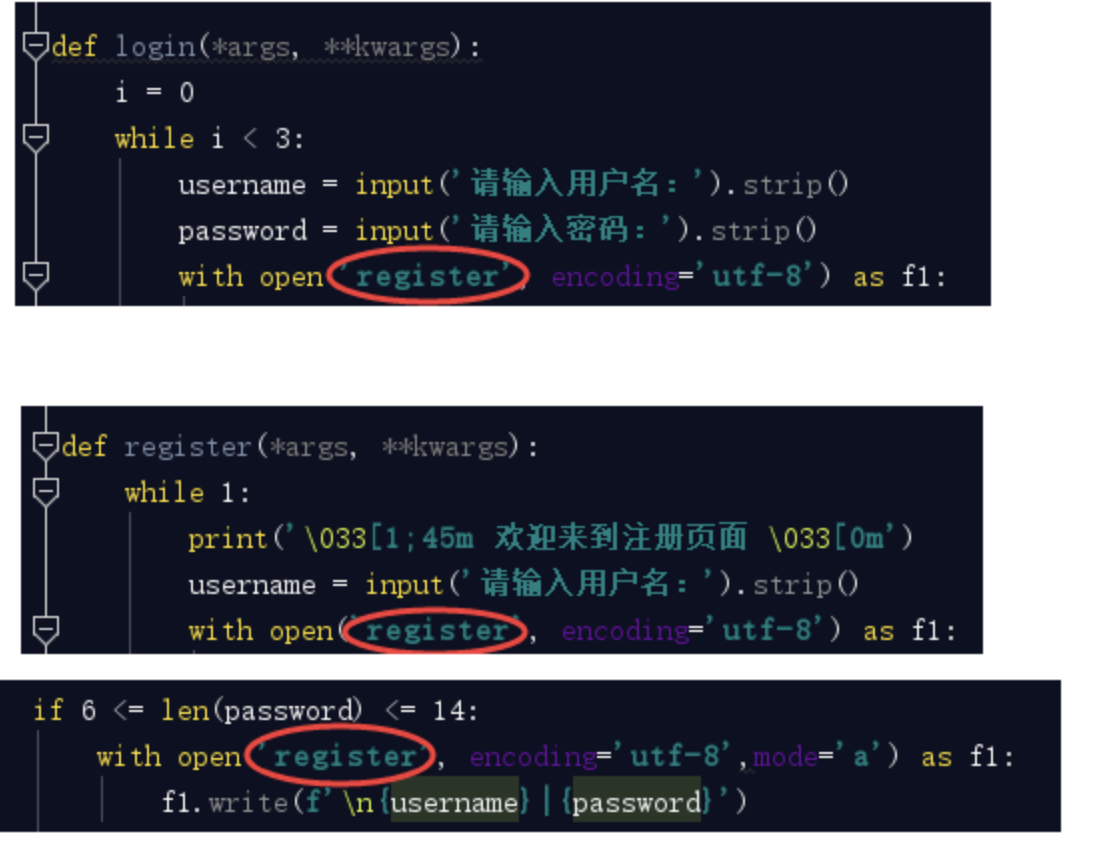 def login(*args, **kwargs):
i = 0
while i < 3:
username = input('请输入用户名：').strip()
password = input('请输入密码：').strip()
with open('register', encoding='utf-8') as f1:
def register(*args, **kwargs):
while 1:
print('\033[1;45m 欢迎来到注册页面 \033[0m')
username = input('请输入用户名：').strip()
with open('register', encoding='utf-8') as f1:
if 6 <= len(password) <= 14:
with open('register', encoding='utf-8',mode='a') as f1:
f1.write(f'\n{username}|{password}')